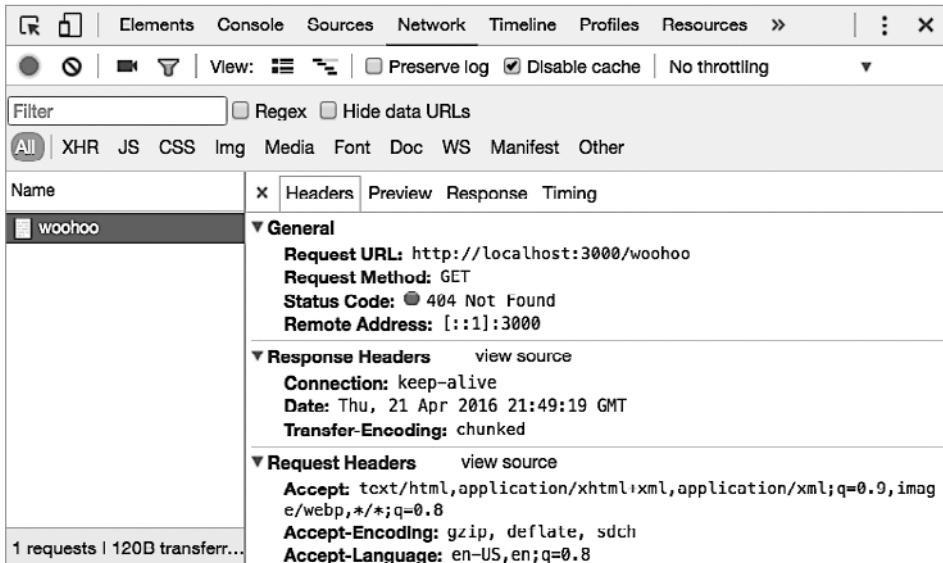 Elements Console Sources Network Timeline Profiles Resources »
View: Preserve log Disable cache No throttling
Filter Regex Hide data URLs
All XHR JS CSS Img Media Font Doc WS Manifest Other
Name
× Headers Preview Response Timing
woohoo
General
Request URL: http://localhost:3000/woohoo
Request Method: GET
Status Code: 404 Not Found
Remote Address: [::1]:3000
Response Headers view source
Connection: keep-alive
Date: Thu, 21 Apr 2016 21:49:19 GMT
Transfer-Encoding: chunked
Request Headers view source
Accept: text/html,application/xhtml+xml,application/xml;q=0.9,imag
e/webp,*/*;q=0.8
Accept-Encoding: gzip, deflate, sdch
Accept-Language: en-US,en;q=0.8
1 requests | 120B transferr...